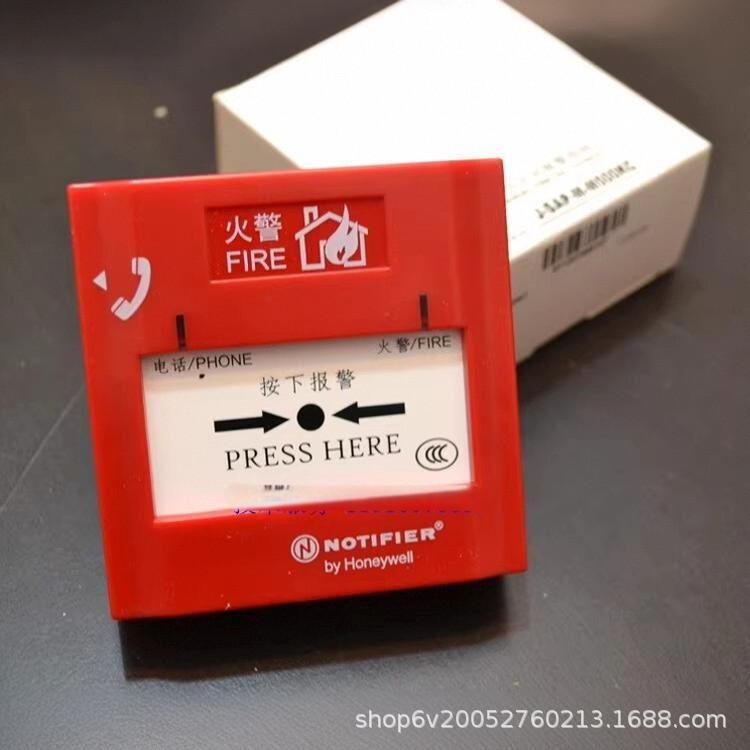 火警
FIRE
电话/PHONE
火警/FIRE
按下报警
PRESS HERE
CCC
N NOTIFIER®
by Honeywell
shop6v20052760213.1688.com